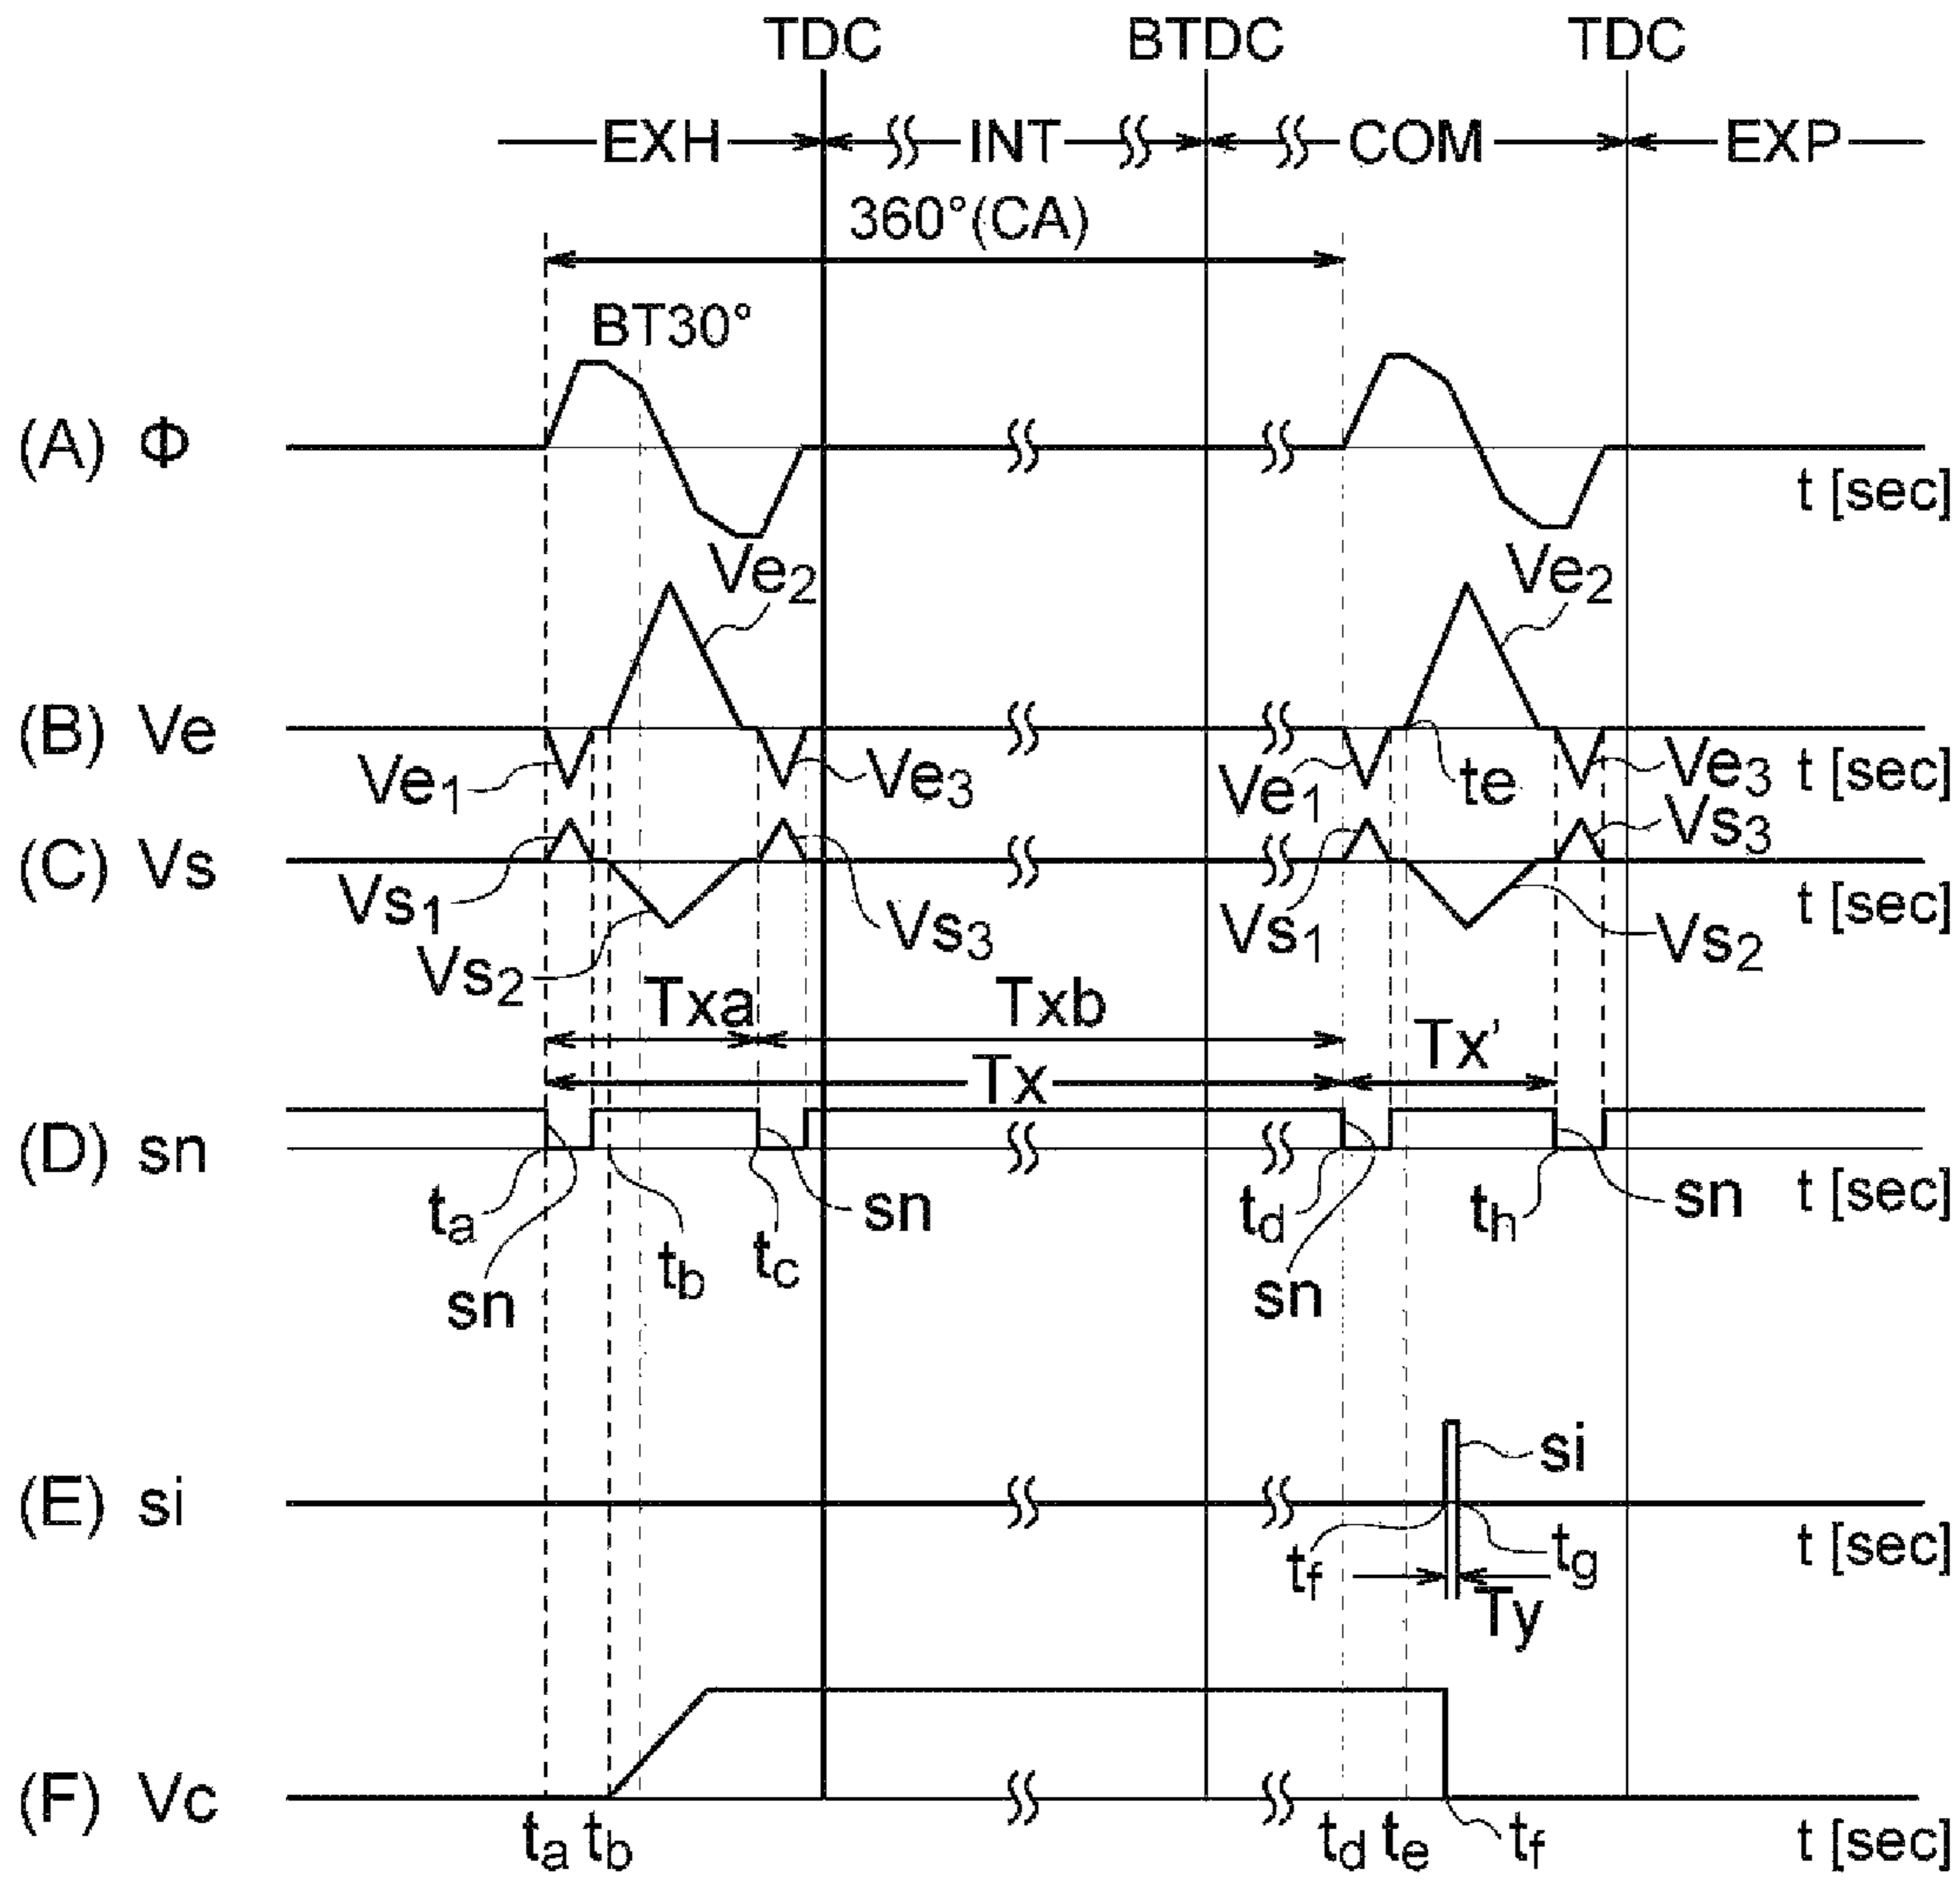 TDC BTDC TDC
EXH INT COM EXP
360°(CA)
BT30°
(A) Φ t [sec]
Ve2 Ve2
(B) Ve t [sec]
Ve1 Ve3 Ve1 te Ve3
Vs3
(C) Vs t [sec]
Vs1 Vs3 Vs1 Vs2
Vs2
Txa Txb Tx’
Tx
(D) sn t [sec]
ta sn td th sn
tb tc
sn sn
si
(E) si t [sec]
tf tg
Ty
(F) Vc t [sec]
ta tb td te tf